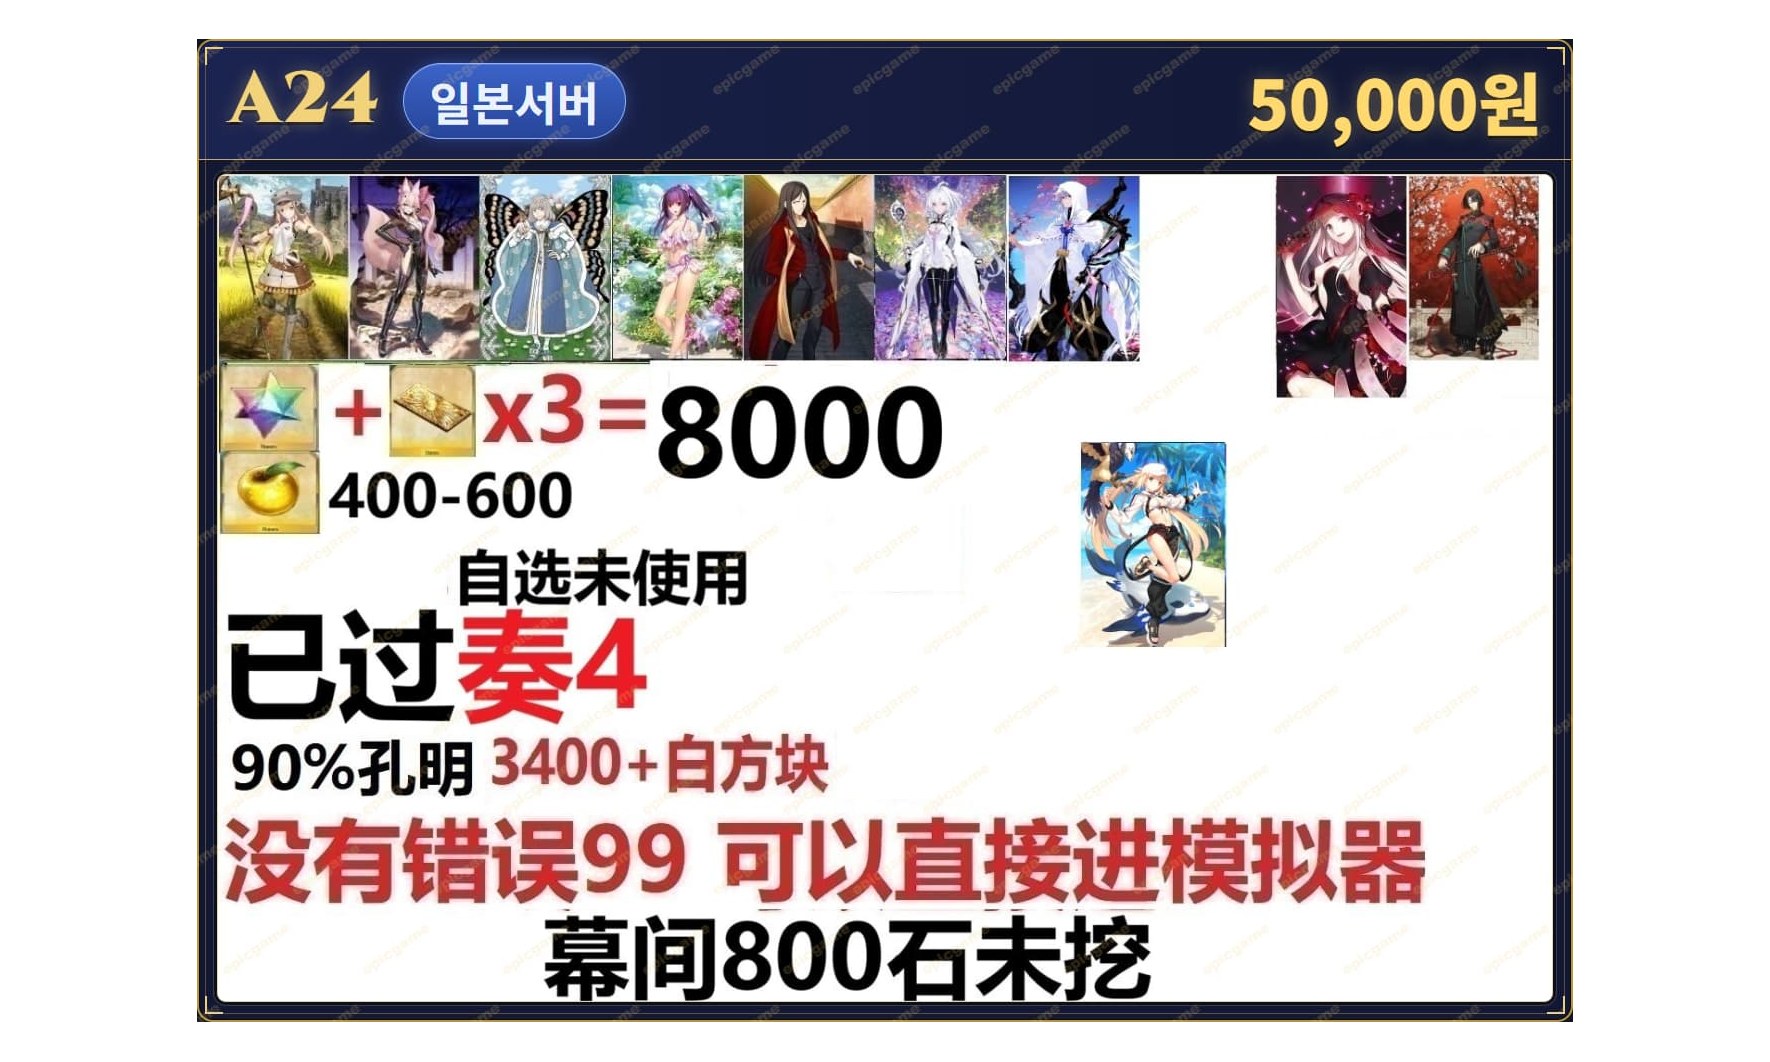 A24 일본서버 50,000원
+ x3=8000
400-600
自选未使用
已过奏4
90%孔明 3400+白方块
没有错误99 可以直接进模拟器
幕间800石未挖
epicgame